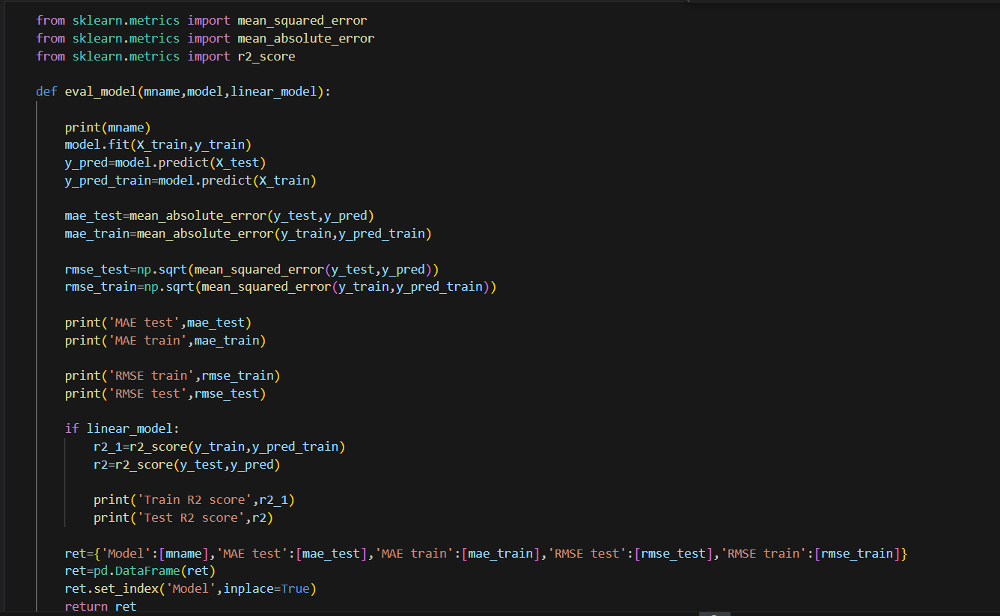 from sklearn.metrics import mean_squared_error
from sklearn.metrics import mean_absolute_error
from sklearn.metrics import r2_score
def eval_model(mname,model,linear_model):
print(mname)
model.fit(X_train,y_train)
y_pred=model.predict(X_test)
y_pred_train=model.predict(X_train)
mae_test=mean_absolute_error(y_test,y_pred)
mae_train=mean_absolute_error(y_train,y_pred_train)
rmse_test=np.sqrt(mean_squared_error(y_test,y_pred))
rmse_train=np.sqrt(mean_squared_error(y_train,y_pred_train))
print('MAE test',mae_test)
print('MAE train',mae_train)
print('RMSE train',rmse_train)
print('RMSE test',rmse_test)
if linear_model:
r2_1=r2_score(y_train,y_pred_train)
r2=r2_score(y_test,y_pred)
print('Train R2 score',r2_1)
print('Test R2 score',r2)
ret={'Model':[mname],'MAE test':[mae_test],'MAE train':[mae_train],'RMSE test':[rmse_test],'RMSE train':[rmse_train]}
ret=pd.DataFrame(ret)
ret.set_index('Model',inplace=True)
return ret